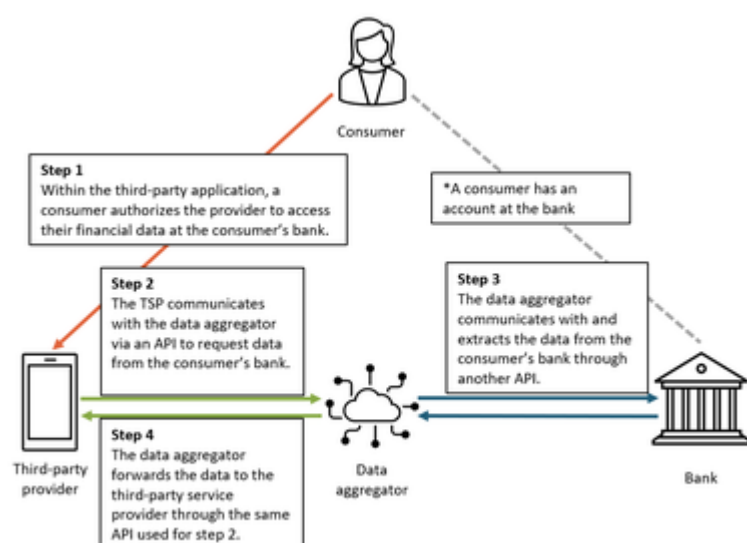 Consumer
Step 1
Within the third-party application, a
consumer authorizes the provider to access
their financial data at the consumer's bank.
*A consumer has an
account at the bank
Step 2
The TSP communicates
with the data aggregator
via an API to request data
from the consumer's bank.
Step 3
The data aggregator
communicates with and
extracts the data from the
consumer's bank through
another API.
Third-party
provider
Step 4
The data aggregator
forwards the data to the
third-party service
provider through the same
API used for step 2.
Data
aggregator
Bank